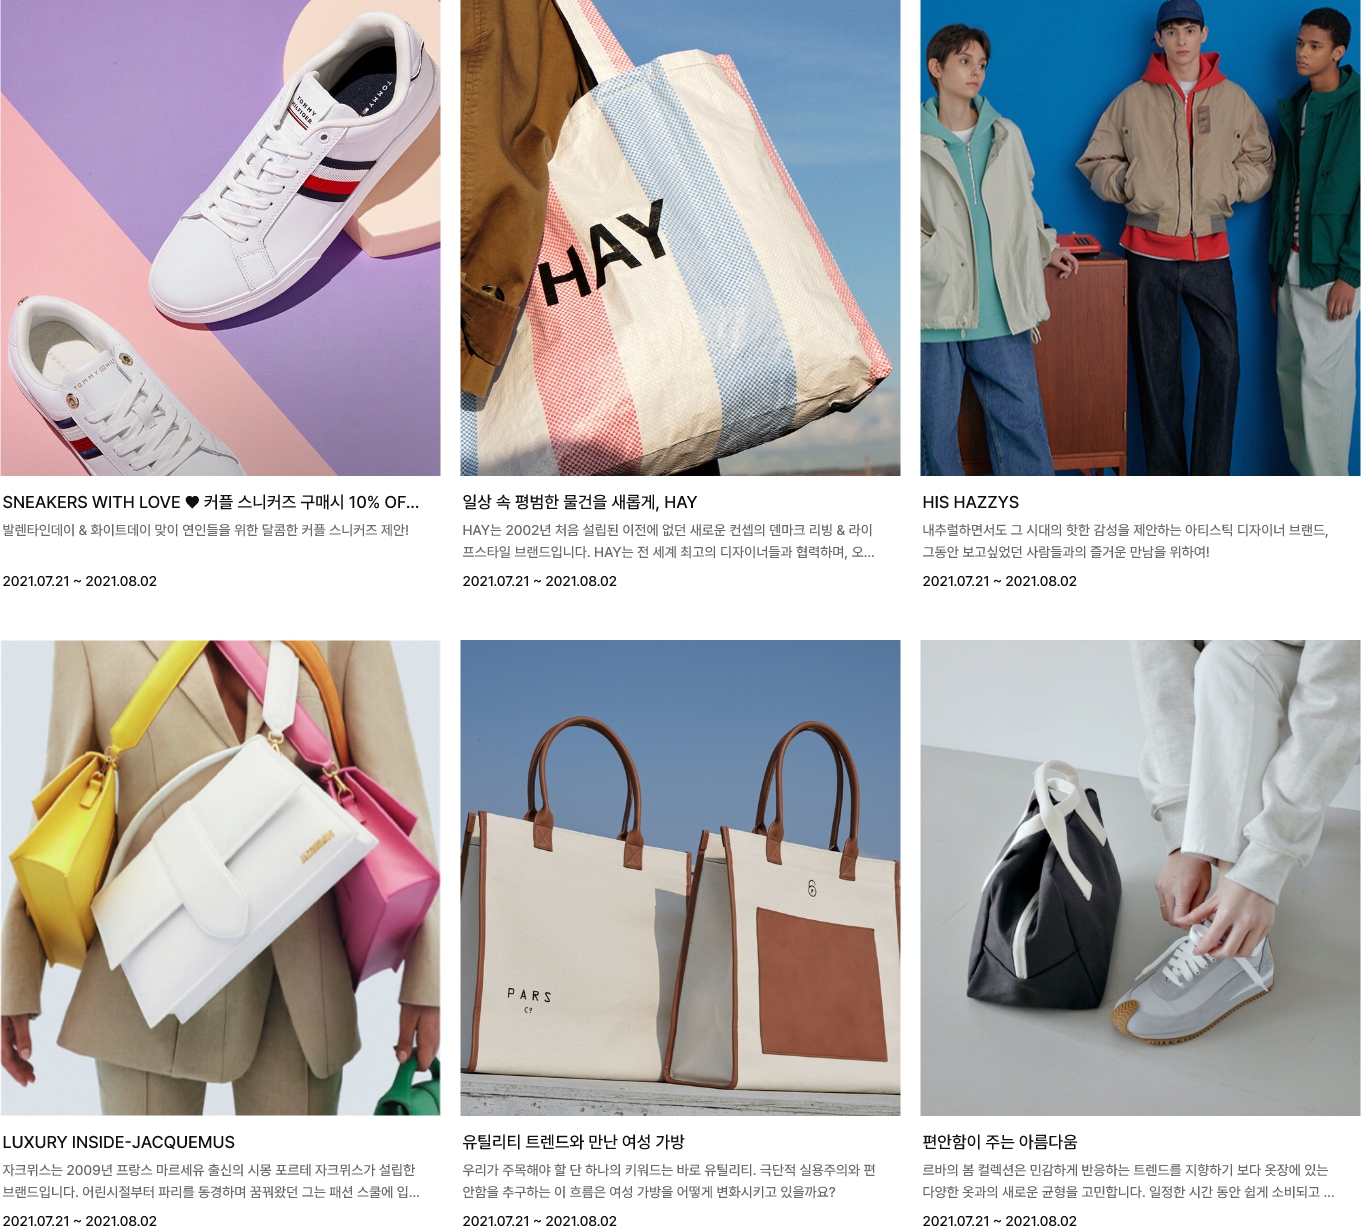 TOMMY
HILFIGER
TOMMY
TOMMY HIL
HAY
SNEAKERS WITH LOVE ♥ 커플 스니커즈 구매시 10% OF...
발렌타인데이 & 화이트데이 맞이 연인들을 위한 달콤한 커플 스니커즈 제안!
2021.07.21 ~ 2021.08.02
일상 속 평범한 물건을 새롭게, HAY
HAY는 2002년 처음 설립된 이전에 없던 새로운 컨셉의 덴마크 리빙 & 라이
프스타일 브랜드입니다. HAY는 전 세계 최고의 디자이너들과 협력하며, 오...
2021.07.21 ~ 2021.08.02
HIS HAZZYS
내추럴하면서도 그 시대의 핫한 감성을 제안하는 아티스틱 디자이너 브랜드,
그동안 보고싶었던 사람들과의 즐거운 만남을 위하여!
2021.07.21 ~ 2021.08.02
JACQUEMUS
PARS
Cº
LUXURY INSIDE-JACQUEMUS
자크뮈스는 2009년 프랑스 마르세유 출신의 시몽 포르테 자크뮈스가 설립한
브랜드입니다. 어린시절부터 파리를 동경하며 꿈꿔왔던 그는 패션 스쿨에 입...
2021.07.21 ~ 2021.08.02
유틸리티 트렌드와 만난 여성 가방
우리가 주목해야 할 단 하나의 키워드는 바로 유틸리티. 극단적 실용주의와 편
안함을 추구하는 이 흐름은 여성 가방을 어떻게 변화시키고 있을까요?
2021.07.21 ~ 2021.08.02
편안함이 주는 아름다움
르바의 봄 컬렉션은 민감하게 반응하는 트렌드를 지향하기 보다 옷장에 있는
다양한 옷과의 새로운 균형을 고민합니다. 일정한 시간 동안 쉽게 소비되고 ...
2021.07.21 ~ 2021.08.02